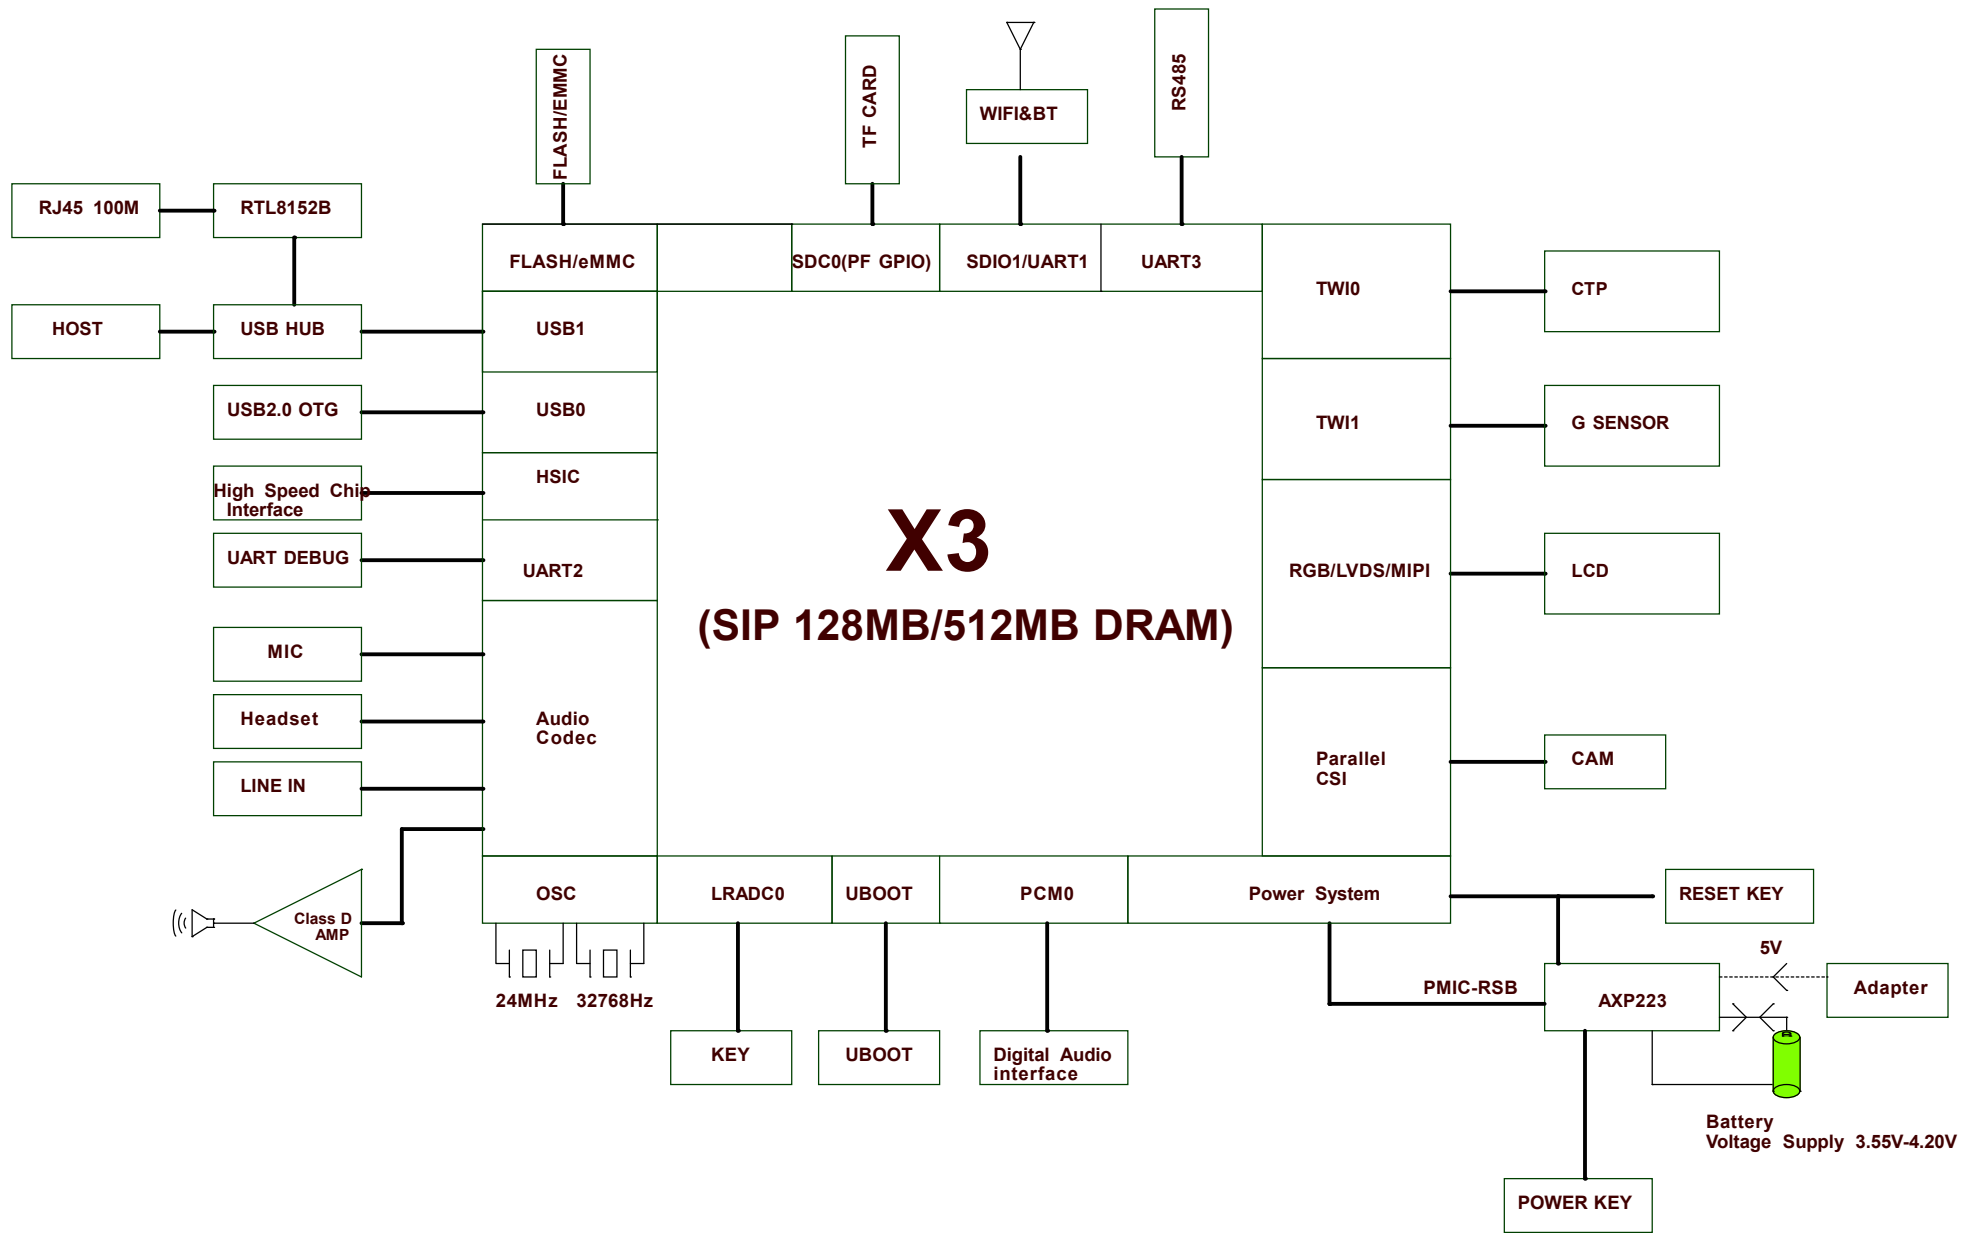 FLASH/EMMC
TF CARD
WIFI&BT
RS485
RJ45 100M
RTL8152B
FLASH/eMMC
SDC0(PF GPIO)
SDIO1/UART1
UART3
TWI0
CTP
HOST
USB HUB
USB1
USB2.0 OTG
USB0
TWI1
G SENSOR
High Speed Chip
Interface
HSIC
UART DEBUG
UART2
X3
(SIP 128MB/512MB DRAM)
RGB/LVDS/MIPI
LCD
MIC
Headset
LINE IN
Audio
Codec
Parallel
CSI
CAM
Class D
AMP
OSC
LRADC0
UBOOT
PCM0
Power System
RESET KEY
24MHz
32768Hz
PMIC-RSB
AXP223
5V
Adapter
KEY
UBOOT
Digital Audio
interface
Battery
Voltage Supply 3.55V-4.20V
POWER KEY